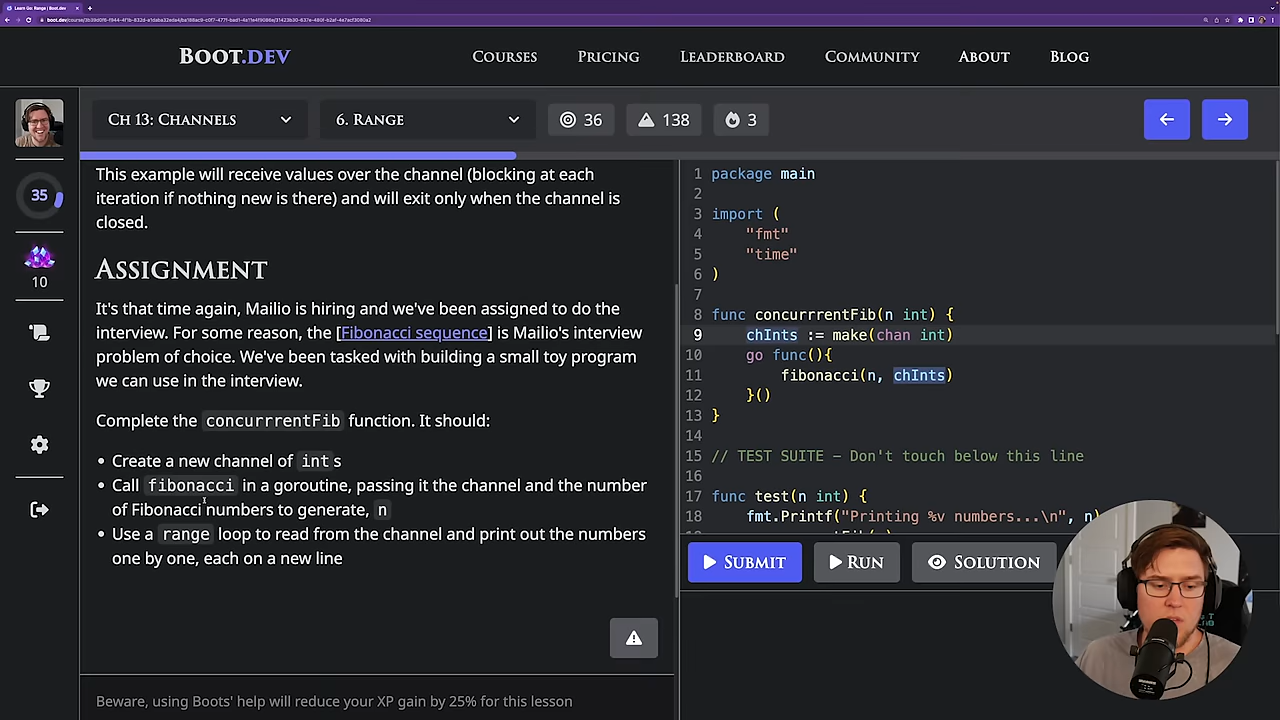 Learn Go: Range | Boot.dev
BOOT.DEV
COURSES
PRICING
LEADERBOARD
COMMUNITY
ABOUT
BLOG
CH 13: CHANNELS
6. RANGE
36
138
3
35
10
This example will receive values over the channel (blocking at each
iteration if nothing new is there) and will exit only when the channel is
closed.
ASSIGNMENT
It's that time again, Mailio is hiring and we've been assigned to do the
interview. For some reason, the [Fibonacci sequence] is Mailio's interview
problem of choice. We've been tasked with building a small toy program
we can use in the interview.
Complete the concurrrentFib function. It should:
• Create a new channel of ints
• Call fibonacci in a goroutine, passing it the channel and the number
of Fibonacci numbers to generate, n
• Use a range loop to read from the channel and print out the numbers
one by one, each on a new line
Beware, using Boots' help will reduce your XP gain by 25% for this lesson
1 package main
2
3 import (
4 "fmt"
5 "time"
6 )
7
8 func concurrrentFib(n int) {
9 chInts := make(chan int)
10 go func(){
11 fibonacci(n, chInts)
12 }()
13 }
14
15 // TEST SUITE – Don't touch below this line
16
17 func test(n int) {
18 fmt.Printf("Printing %v numbers...\n", n)
SUBMIT
RUN
SOLUTION